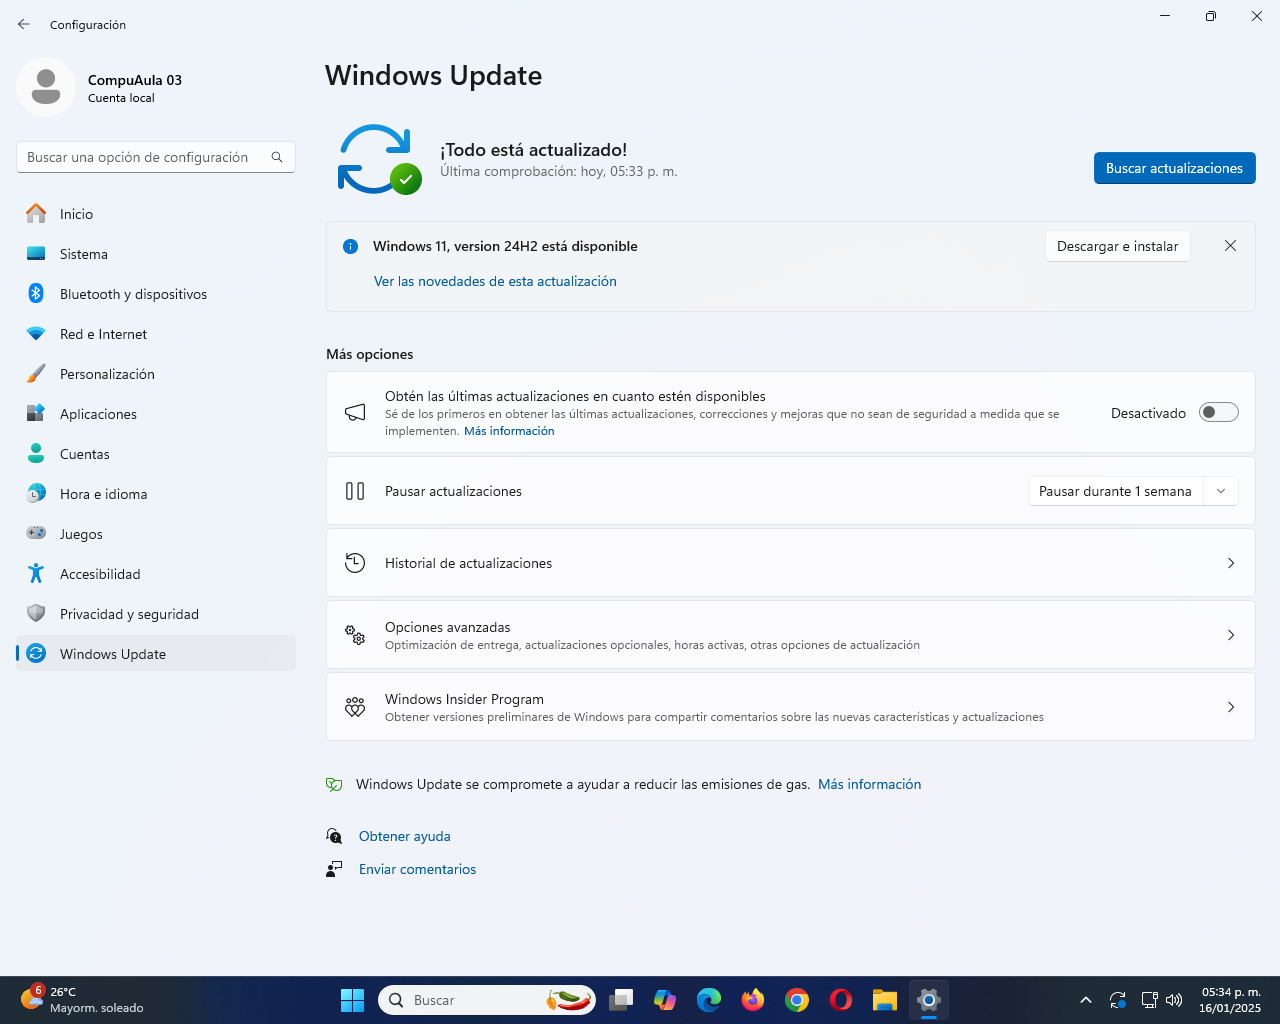 Configuración
CompuAula 03
Cuenta local
Buscar una opción de configuración
Inicio
Sistema
Bluetooth y dispositivos
Red e Internet
Personalización
Aplicaciones
Cuentas
Hora e idioma
Juegos
Accesibilidad
Privacidad y seguridad
Windows Update
Windows Update
¡Todo está actualizado!
Última comprobación: hoy, 05:33 p. m.
Buscar actualizaciones
Windows 11, version 24H2 está disponible
Descargar e instalar
Ver las novedades de esta actualización
Más opciones
Obtén las últimas actualizaciones en cuanto estén disponibles
Sé de los primeros en obtener las últimas actualizaciones, correcciones y mejoras que no sean de seguridad a medida que se
implementen. Más información
Desactivado
Pausar actualizaciones
Pausar durante 1 semana
Historial de actualizaciones
Opciones avanzadas
Optimización de entrega, actualizaciones opcionales, horas activas, otras opciones de actualización
Windows Insider Program
Obtener versiones preliminares de Windows para compartir comentarios sobre las nuevas características y actualizaciones
Windows Update se compromete a ayudar a reducir las emisiones de gas. Más información
Obtener ayuda
Enviar comentarios
6
26°C
Mayorm. soleado
Buscar
05:34 p. m.
16/01/2025